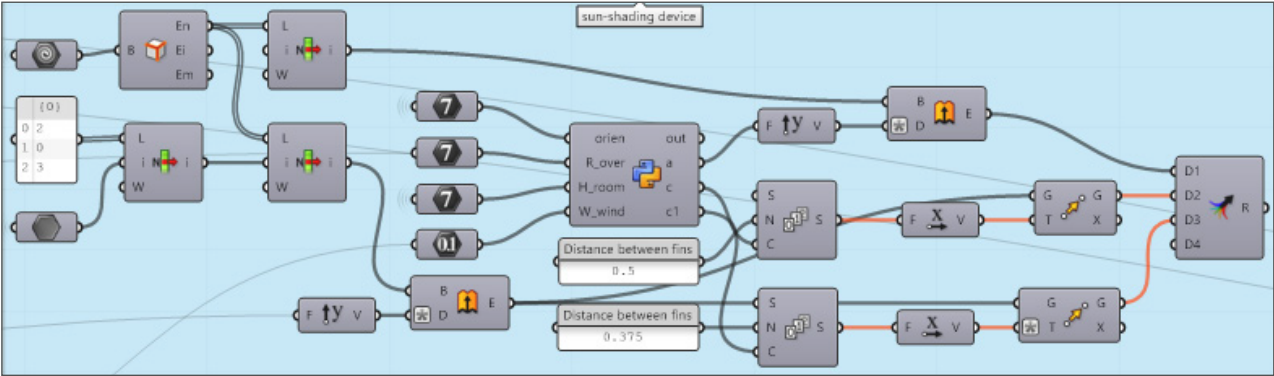 sun-shading device
En
L
B
Ei
i N i
Em
W
{0}
0 2
1 0
2 3
L
i N i
W
L
i N i
W
7
7
7
0.1
orien out
R_over a
H_room c
W_wind c1
F y V
B
D E
S
N S
C
F x V
G G
T X
D1
D2
D3 R
D4
Distance between fins
0.5
Distance between fins
0.375
F y V
B
D E
S
N S
C
F x V
G G
T X